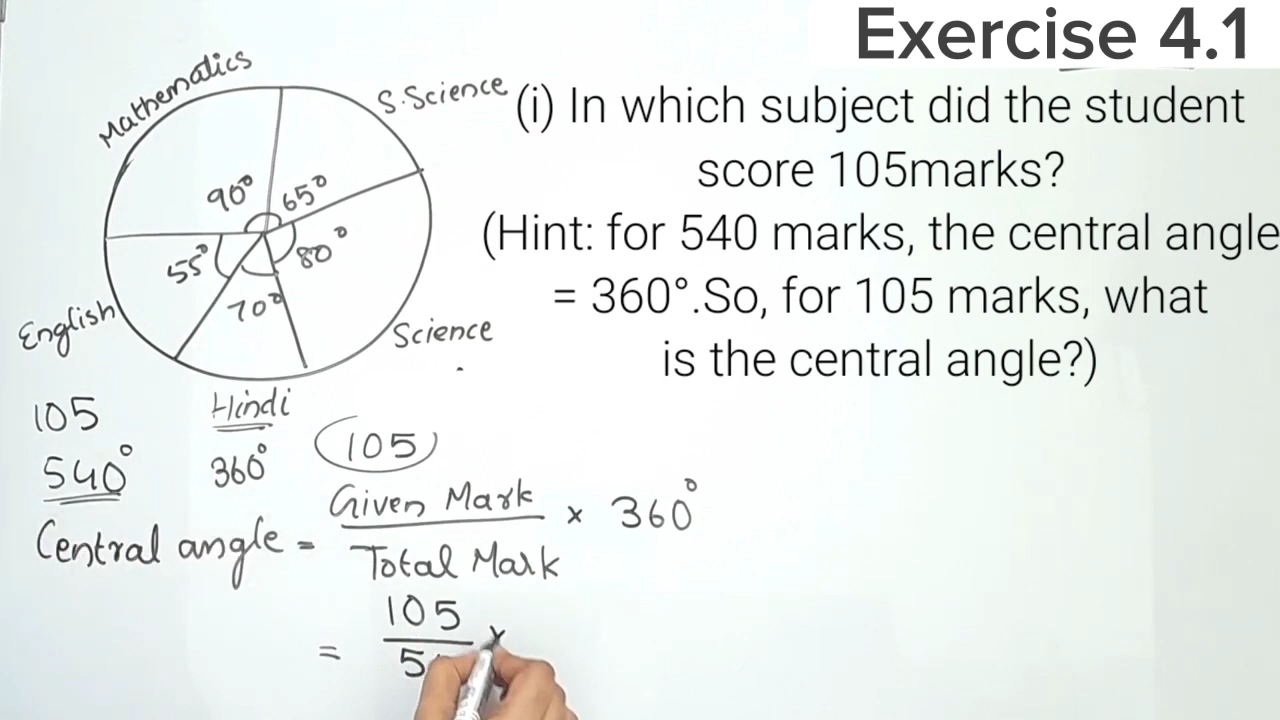 Exercise 4.1
Mathematics
S.Science
(i) In which subject did the student
score 105marks?
(Hint: for 540 marks, the central angle
= 360°.So, for 105 marks, what
is the central angle?)
90°
65°
55°
80°
70°
English
Science
Hindi
105
540°
360°
105
Central angle = Given Mark / Total Mark × 360°
= 105 / 5 ×